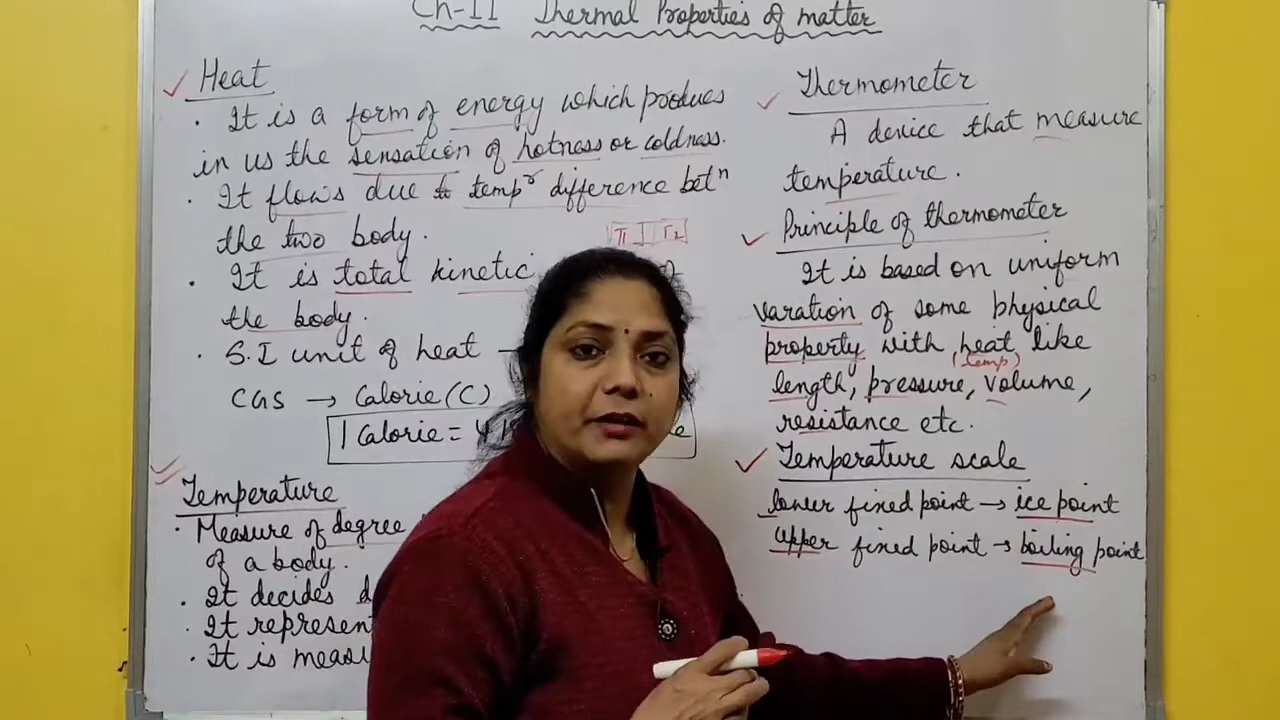 Ch-11 Thermal Properties of matter
Heat
· It is a form of energy which produes
in us the sensation of hotness or coldness.
· It flows due to tempr difference betn
the two body.
T1 T2
· It is total kinetic
the body.
· S.I unit of heat →
CGS → Calorie (C)
1 Calorie = 4
Temperature
· Measure of degree
of a body.
· It decides
· It represent
· It is meas
Thermometer
A device that measure
temperature.
Principle of thermometer
It is based on uniform
varation of some physical
property with heat like
(temp)
length, pressure, volume,
resistance etc.
Temperature scale
lower fixed point → ice point
upper fixed point → boiling point